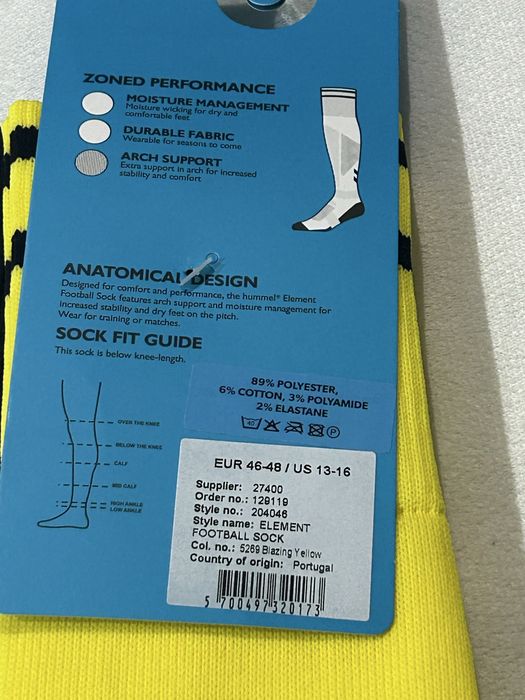 ZONED PERFORMANCE
MOISTURE MANAGEMENT
Moisture wicking for dry and
comfortable feet
DURABLE FABRIC
Wearable for seasons to come
ARCH SUPPORT
Extra support in arch for increased
stability and comfort
ANATOMICAL DESIGN
Designed for comfort and performance, the hummel® Element
Football Sock features arch support and moisture management for
increased stability and dry feet on the pitch.
Wear for training or matches.
SOCK FIT GUIDE
This sock is below knee-length.
OVER THE KNEE
BELOW THE KNEE
CALF
MID CALF
HIGH ANKLE
LOW ANKLE
89% POLYESTER,
6% COTTON, 3% POLYAMIDE
2% ELASTANE
40 P
EUR 46-48 / US 13-16
Supplier: 27400
Order no.: 129119
Style no.: 204046
Style name: ELEMENT
FOOTBALL SOCK
Col. no.: 5269 Blazing Yellow
Country of origin: Portugal
5 700497 320173